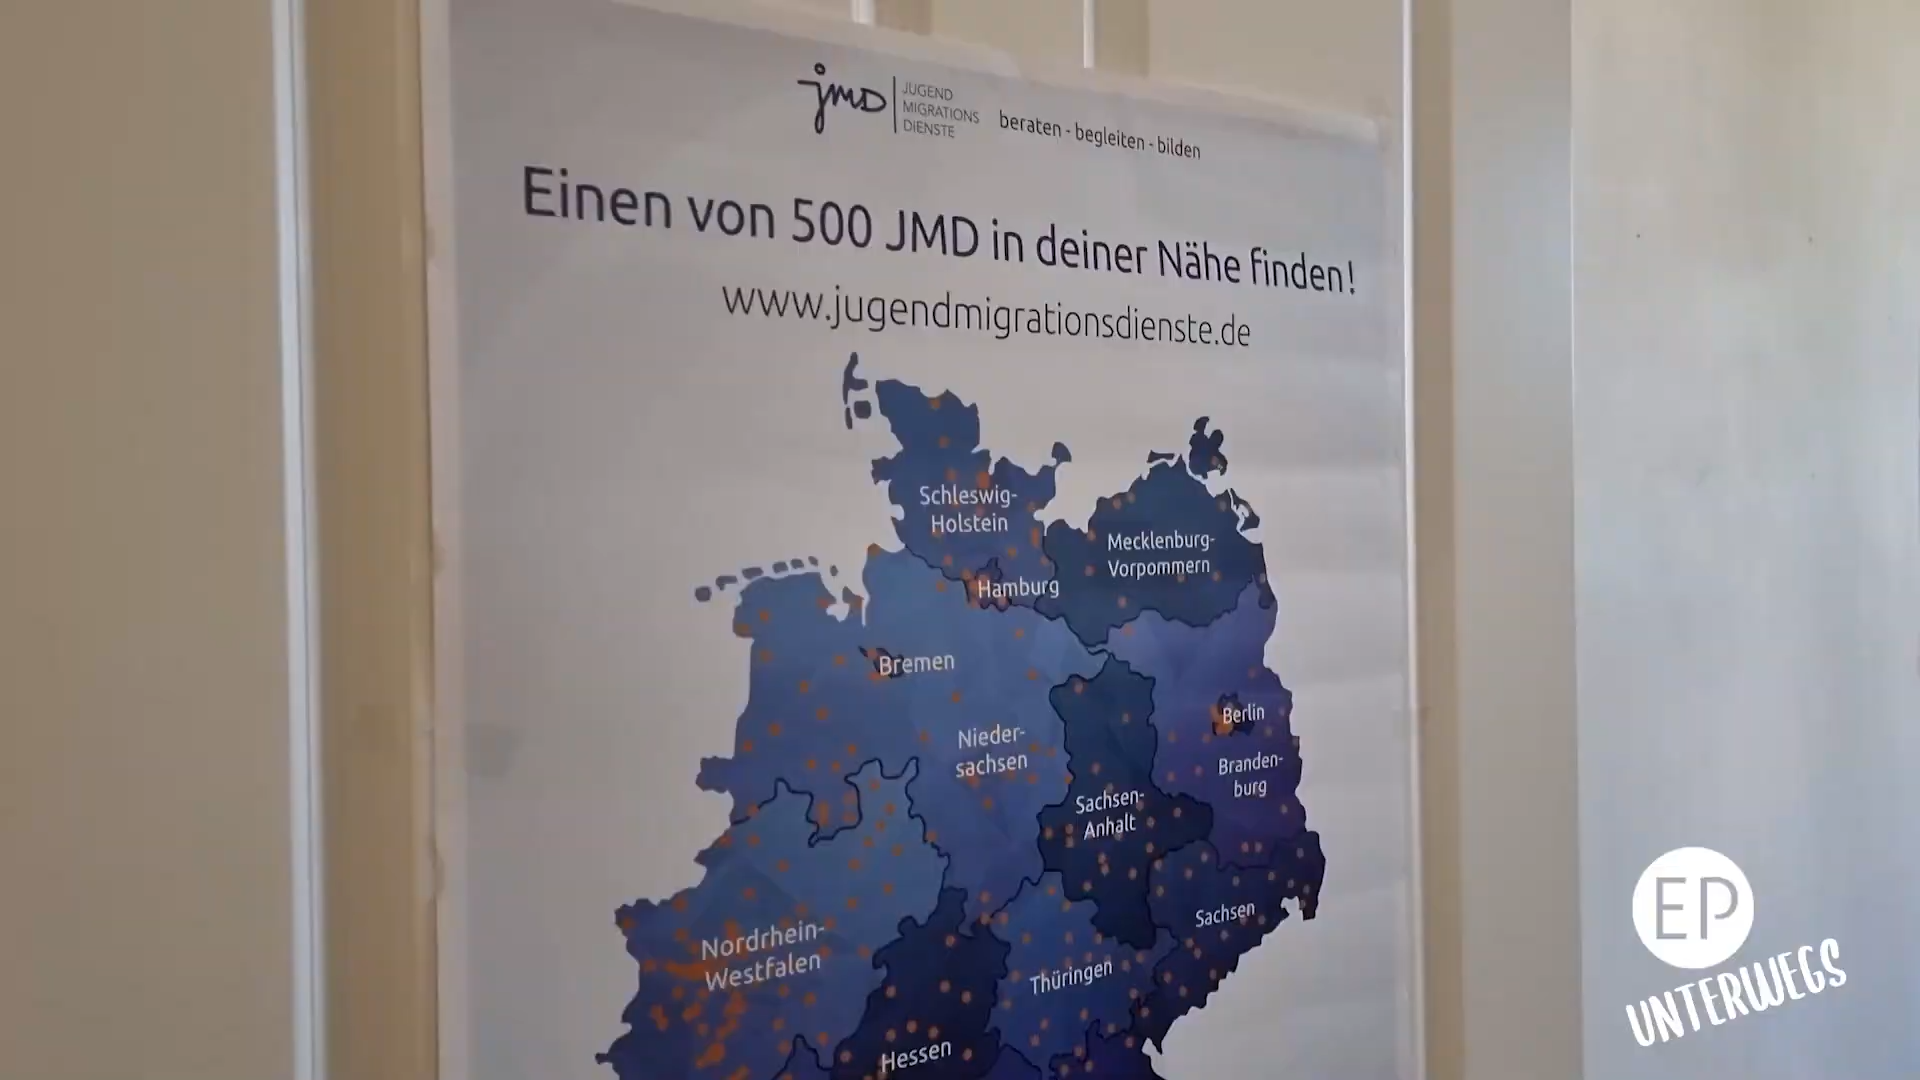 jmd
JUGEND
MIGRATIONS
DIENSTE
beraten - begleiten - bilden
Einen von 500 JMD in deiner Nähe finden!
www.jugendmigrationsdienste.de
Schleswig-
Holstein
Mecklenburg-
Vorpommern
Hamburg
Bremen
Berlin
Nieder-
sachsen
Branden-
burg
Sachsen-
Anhalt
Sachsen
Nordrhein-
Westfalen
Thüringen
Hessen
EP
UNTERWEGS